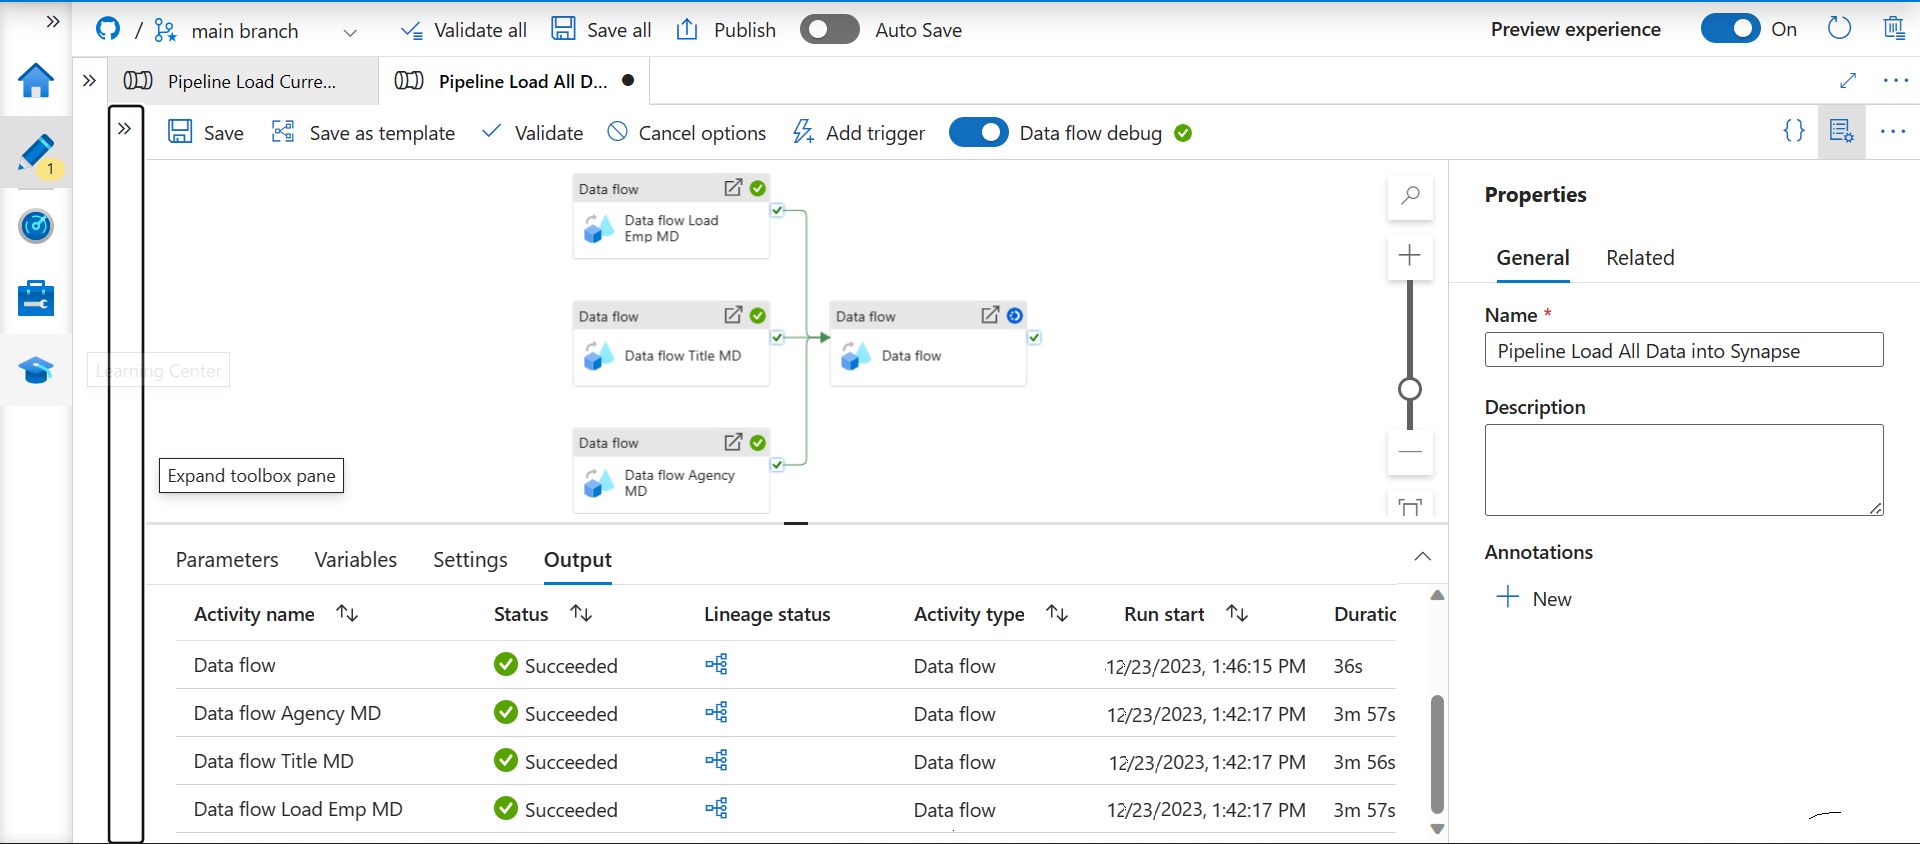 / main branch Validate all Save all Publish Auto Save Preview experience On
Pipeline Load Curre... Pipeline Load All D...
Save Save as template Validate Cancel options Add trigger Data flow debug {}
1
Data flow
Data flow Load
Emp MD
Data flow
Data flow Title MD
Data flow
Data flow
Data flow
Data flow Agency
MD
Learning Center
Expand toolbox pane
Properties
General Related
Name *
Pipeline Load All Data into Synapse
Description
Annotations
New
Parameters Variables Settings Output
Activity name Status Lineage status Activity type Run start Duratic
Data flow Succeeded Data flow 12/23/2023, 1:46:15 PM 36s
Data flow Agency MD Succeeded Data flow 12/23/2023, 1:42:17 PM 3m 57s
Data flow Title MD Succeeded Data flow 12/23/2023, 1:42:17 PM 3m 56s
Data flow Load Emp MD Succeeded Data flow 12/23/2023, 1:42:17 PM 3m 57s